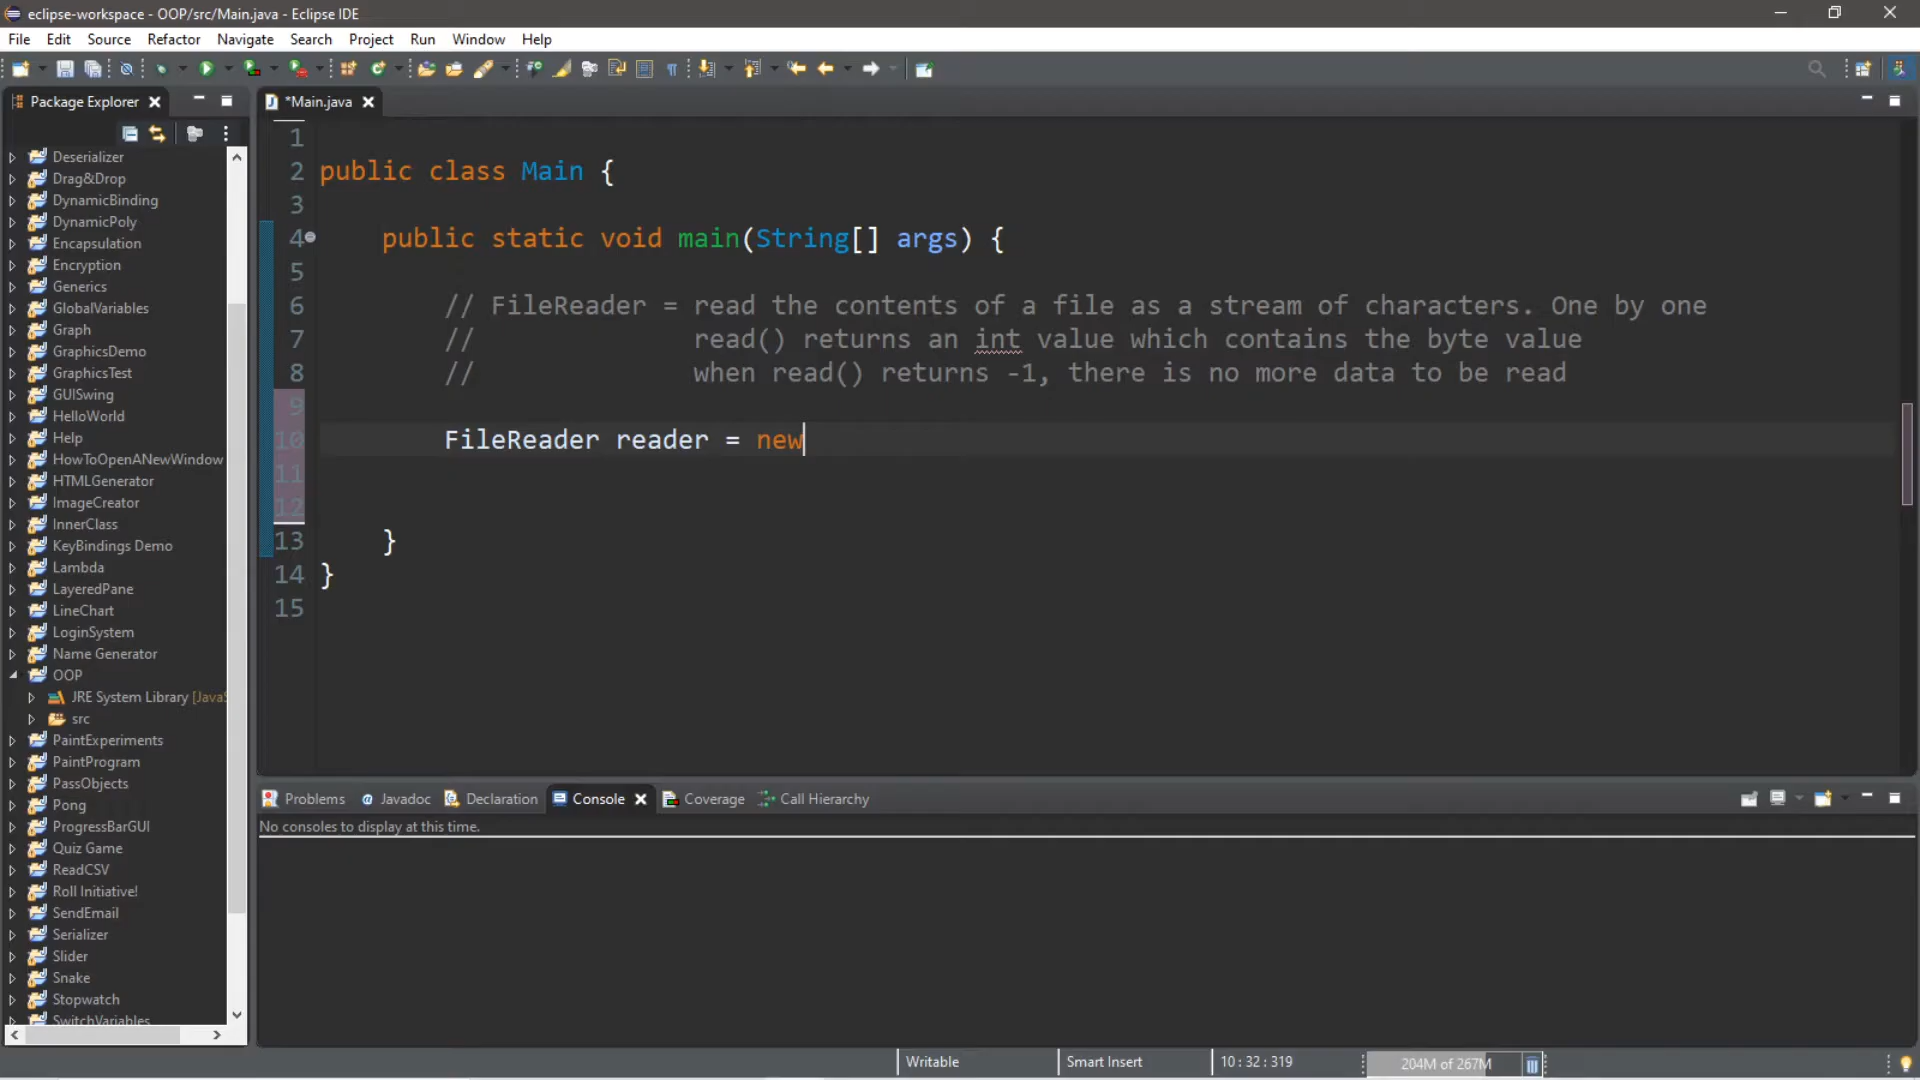 eclipse-workspace - OOP/src/Main.java - Eclipse IDE
File Edit Source Refactor Navigate Search Project Run Window Help
Package Explorer
*Main.java
Deserializer
Drag&Drop
DynamicBinding
DynamicPoly
Encapsulation
Encryption
Generics
GlobalVariables
Graph
GraphicsDemo
GraphicsTest
GUISwing
HelloWorld
Help
HowToOpenANewWindow
HTMLGenerator
ImageCreator
InnerClass
KeyBindings Demo
Lambda
LayeredPane
LineChart
LoginSystem
Name Generator
OOP
JRE System Library [JavaS
src
PaintExperiments
PaintProgram
PassObjects
Pong
ProgressBarGUI
Quiz Game
ReadCSV
Roll Initiative!
SendEmail
Serializer
Slider
Snake
Stopwatch
SwitchVariables
1
2 public class Main {
3
4 public static void main(String[] args) {
5
6 // FileReader = read the contents of a file as a stream of characters. One by one
7 // read() returns an int value which contains the byte value
8 // when read() returns -1, there is no more data to be read
9
10 FileReader reader = new
11
12
13 }
14 }
15
Problems Javadoc Declaration Console Coverage Call Hierarchy
No consoles to display at this time.
Writable Smart Insert 10 : 32 : 319 204M of 267M